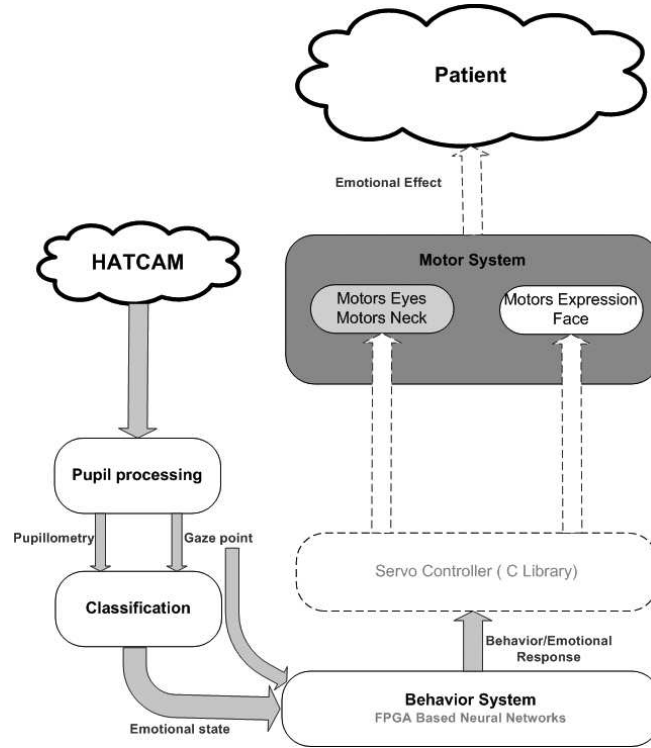 Patient
Emotional Effect
HATCAM
Motor System
Motors Eyes
Motors Neck
Motors Expression
Face
Pupil processing
Pupillometry
Gaze point
Classification
Servo Controller ( C Library)
Behavior/Emotional
Response
Emotional state
Behavior System
FPGA Based Neural Networks